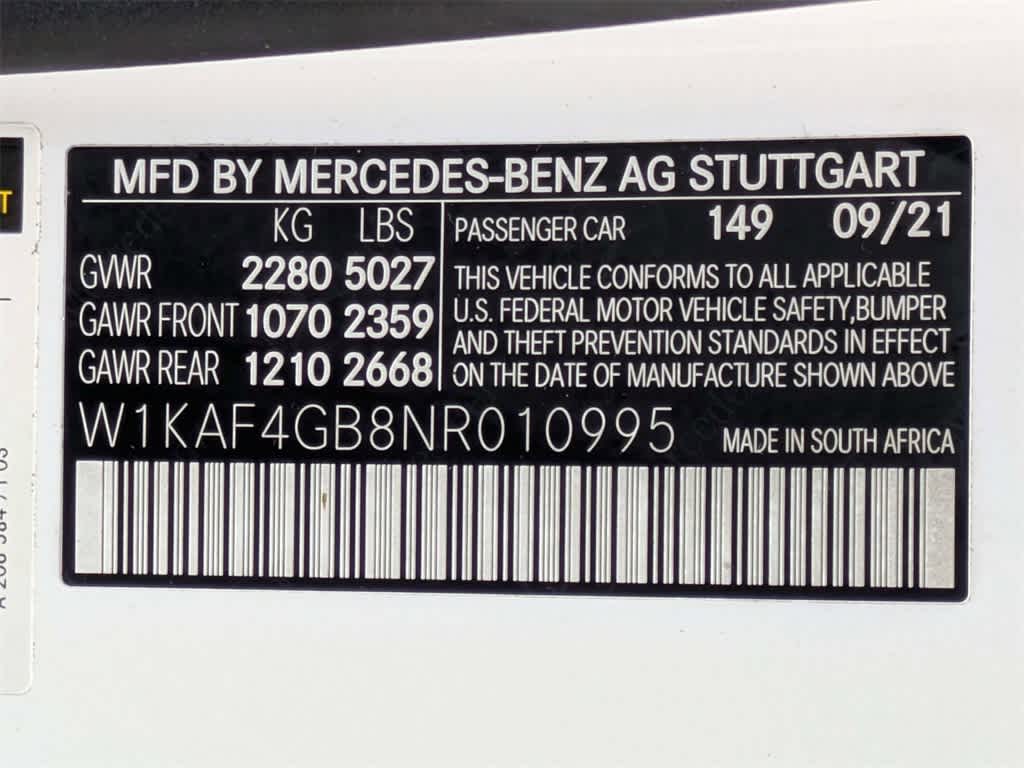 MFD BY MERCEDES-BENZ AG STUTTGART
KG LBS
GVWR 2280 5027
GAWR FRONT 1070 2359
GAWR REAR 1210 2668
PASSENGER CAR 149 09/21
THIS VEHICLE CONFORMS TO ALL APPLICABLE
U.S. FEDERAL MOTOR VEHICLE SAFETY,BUMPER
AND THEFT PREVENTION STANDARDS IN EFFECT
ON THE DATE OF MANUFACTURE SHOWN ABOVE
W1KAF4GB8NR010995 MADE IN SOUTH AFRICA
T